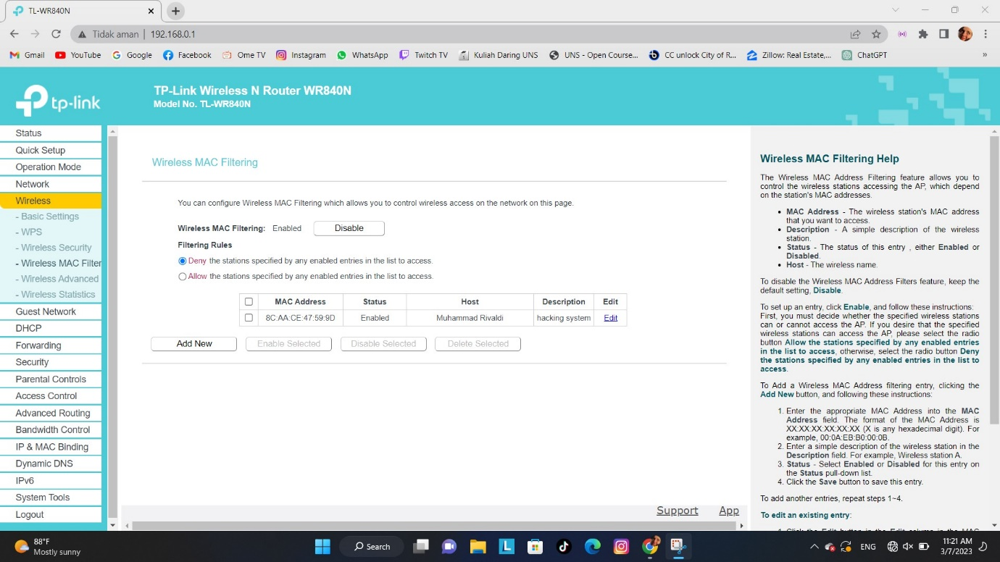 TL-WR840N
Tidak aman | 192.168.0.1
Gmail YouTube Google Facebook Ome TV Instagram WhatsApp Twitch TV Kuliah Daring UNS UNS - Open Course... CC unlock City of R... Zillow: Real Estate,... ChatGPT »
tp-link
TP-Link Wireless N Router WR840N
Model No. TL-WR840N
Status
Quick Setup
Operation Mode
Network
Wireless
- Basic Settings
- WPS
- Wireless Security
- Wireless MAC Filter
- Wireless Advanced
- Wireless Statistics
Guest Network
DHCP
Forwarding
Security
Parental Controls
Access Control
Advanced Routing
Bandwidth Control
IP & MAC Binding
Dynamic DNS
IPv6
System Tools
Logout
Wireless MAC Filtering
You can configure Wireless MAC Filtering which allows you to control wireless access on the network on this page.
Wireless MAC Filtering: Enabled Disable
Filtering Rules
Deny the stations specified by any enabled entries in the list to access.
Allow the stations specified by any enabled entries in the list to access.
MAC Address Status Host Description Edit
8C:AA:CE:47:59:9D Enabled Muhammad Rivaldi hacking system Edit
Add New Enable Selected Disable Selected Delete Selected
Support App
Wireless MAC Filtering Help
The Wireless MAC Address Filtering feature allows you to
control the wireless stations accessing the AP, which depend
on the station's MAC addresses.
• MAC Address - The wireless station's MAC address
that you want to access.
• Description - A simple description of the wireless
station.
• Status - The status of this entry , either Enabled or
Disabled.
• Host - The wireless name.
To disable the Wireless MAC Address Filters feature, keep the
default setting, Disable.
To set up an entry, click Enable, and follow these instructions:
First, you must decide whether the specified wireless stations
can or cannot access the AP. If you desire that the specified
wireless stations can access the AP, please select the radio
button Allow the stations specified by any enabled entries
in the list to access, otherwise, select the radio button Deny
the stations specified by any enabled entries in the list to
access.
To Add a Wireless MAC Address filtering entry, clicking the
Add New button, and following these instructions:
1. Enter the appropriate MAC Address into the MAC
Address field. The format of the MAC Address is
XX:XX:XX:XX:XX:XX (X is any hexadecimal digit). For
example, 00:0A:EB:B0:00:0B.
2. Enter a simple description of the wireless station in the
Description field. For example, Wireless station A.
3. Status - Select Enabled or Disabled for this entry on
the Status pull-down list.
4. Click the Save button to save this entry.
To add another entries, repeat steps 1~4.
To edit an existing entry:
88°F
Mostly sunny
Search
ENG
11:21 AM
3/7/2023